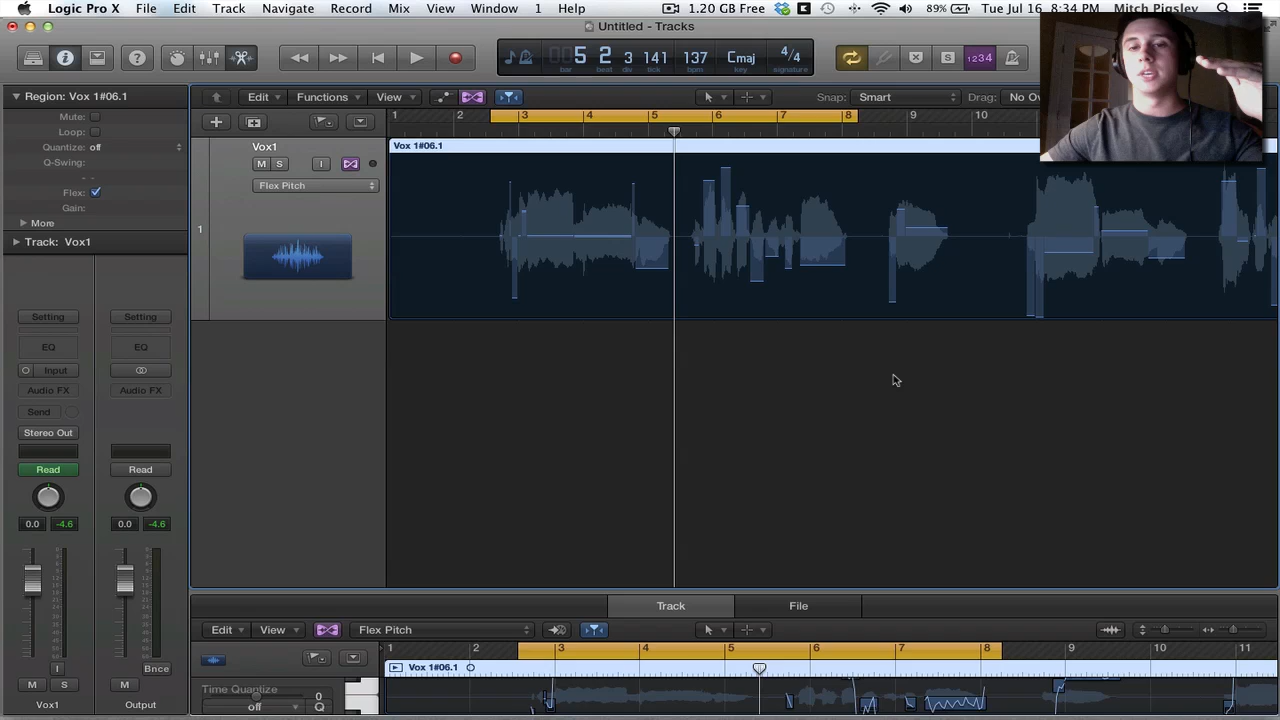 Logic Pro X File Edit Track Navigate Record Mix View Window 1 Help 1.20 GB Free 89% Tue Jul 16 8:34 PM Mitch Pigsley
Untitled - Tracks
5 2 3 141 137 Cmaj 4/4
bar beat div tick bpm key signature
S 1234
Region: Vox 1#06.1
Edit Functions View Snap: Smart Drag:
Mute:
Loop:
Quantize: off
Q-Swing:
Flex:
Gain:
More
Track: Vox1
1 2 3 4 5 6 7 8 9 10
Vox1
M S I
Flex Pitch
1
Vox 1#06.1
Setting Setting
EQ EQ
Input
Audio FX Audio FX
Send
Stereo Out
Read Read
0.0 -4.6 0.0 -4.6
I Bnce
M S M
Vox1 Output
Track File
Edit View Flex Pitch
1 2 3 4 5 6 7 8 9 10 11
Vox 1#06.1
Time Quantize 0
off Q